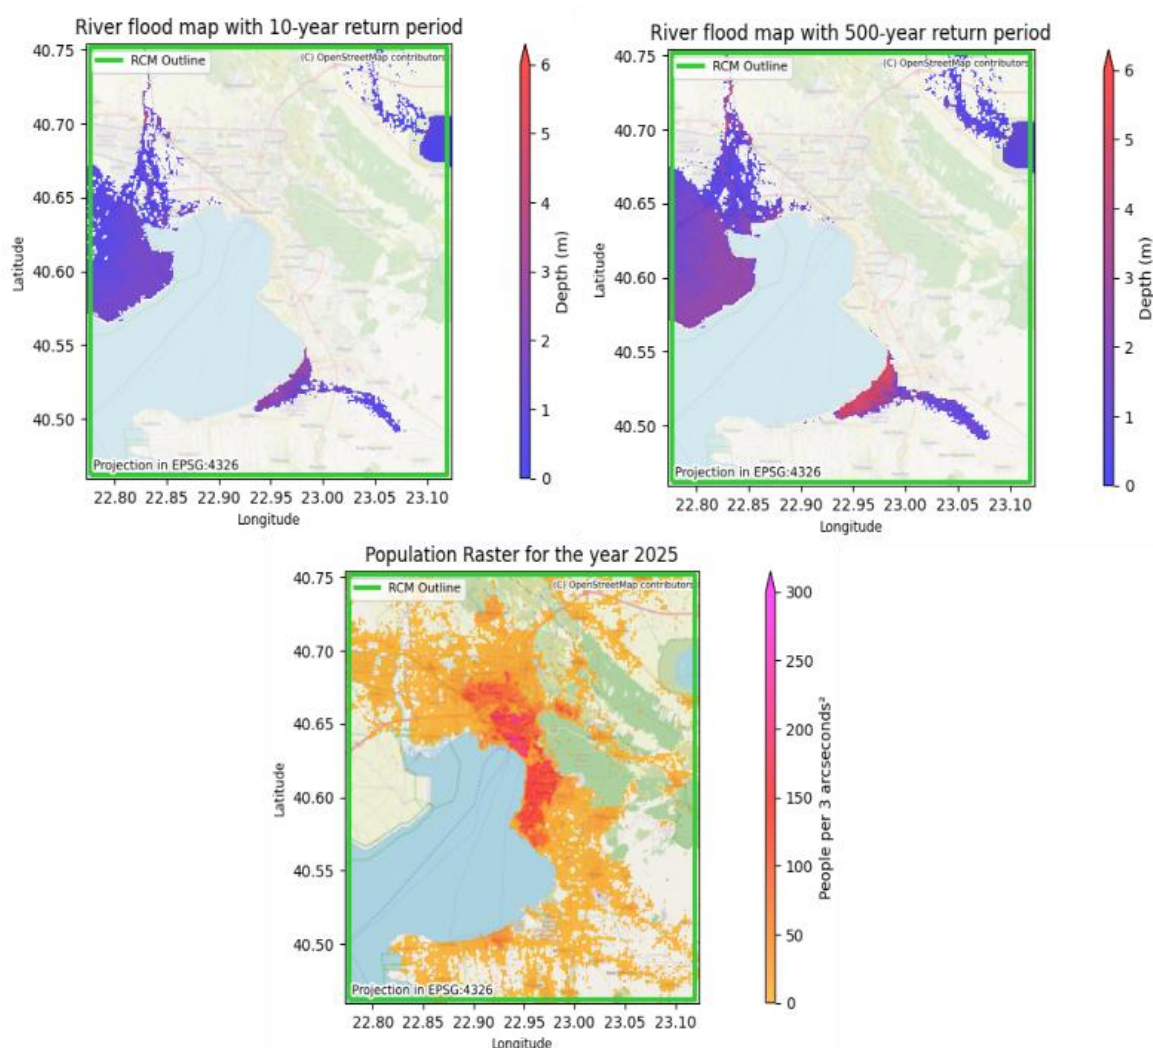 River flood map with 10-year return period
RCM Outline
(C) OpenStreetMap contributors
40.75
40.70
40.65
40.60
40.55
40.50
Latitude
Projection in EPSG:4326
22.80 22.85 22.90 22.95 23.00 23.05 23.10
Longitude
6
5
4
3
2
1
0
Depth (m)
River flood map with 500-year return period
RCM Outline
(C) OpenStreetMap contributors
40.75
40.70
40.65
40.60
40.55
40.50
Latitude
Projection in EPSG:4326
22.80 22.85 22.90 22.95 23.00 23.05 23.10
Longitude
6
5
4
3
2
1
0
Depth (m)
Population Raster for the year 2025
RCM Outline
(C) OpenStreetMap contributors
40.75
40.70
40.65
40.60
40.55
40.50
Latitude
Projection in EPSG:4326
22.80 22.85 22.90 22.95 23.00 23.05 23.10
Longitude
300
250
200
150
100
50
0
People per 3 arcseconds²